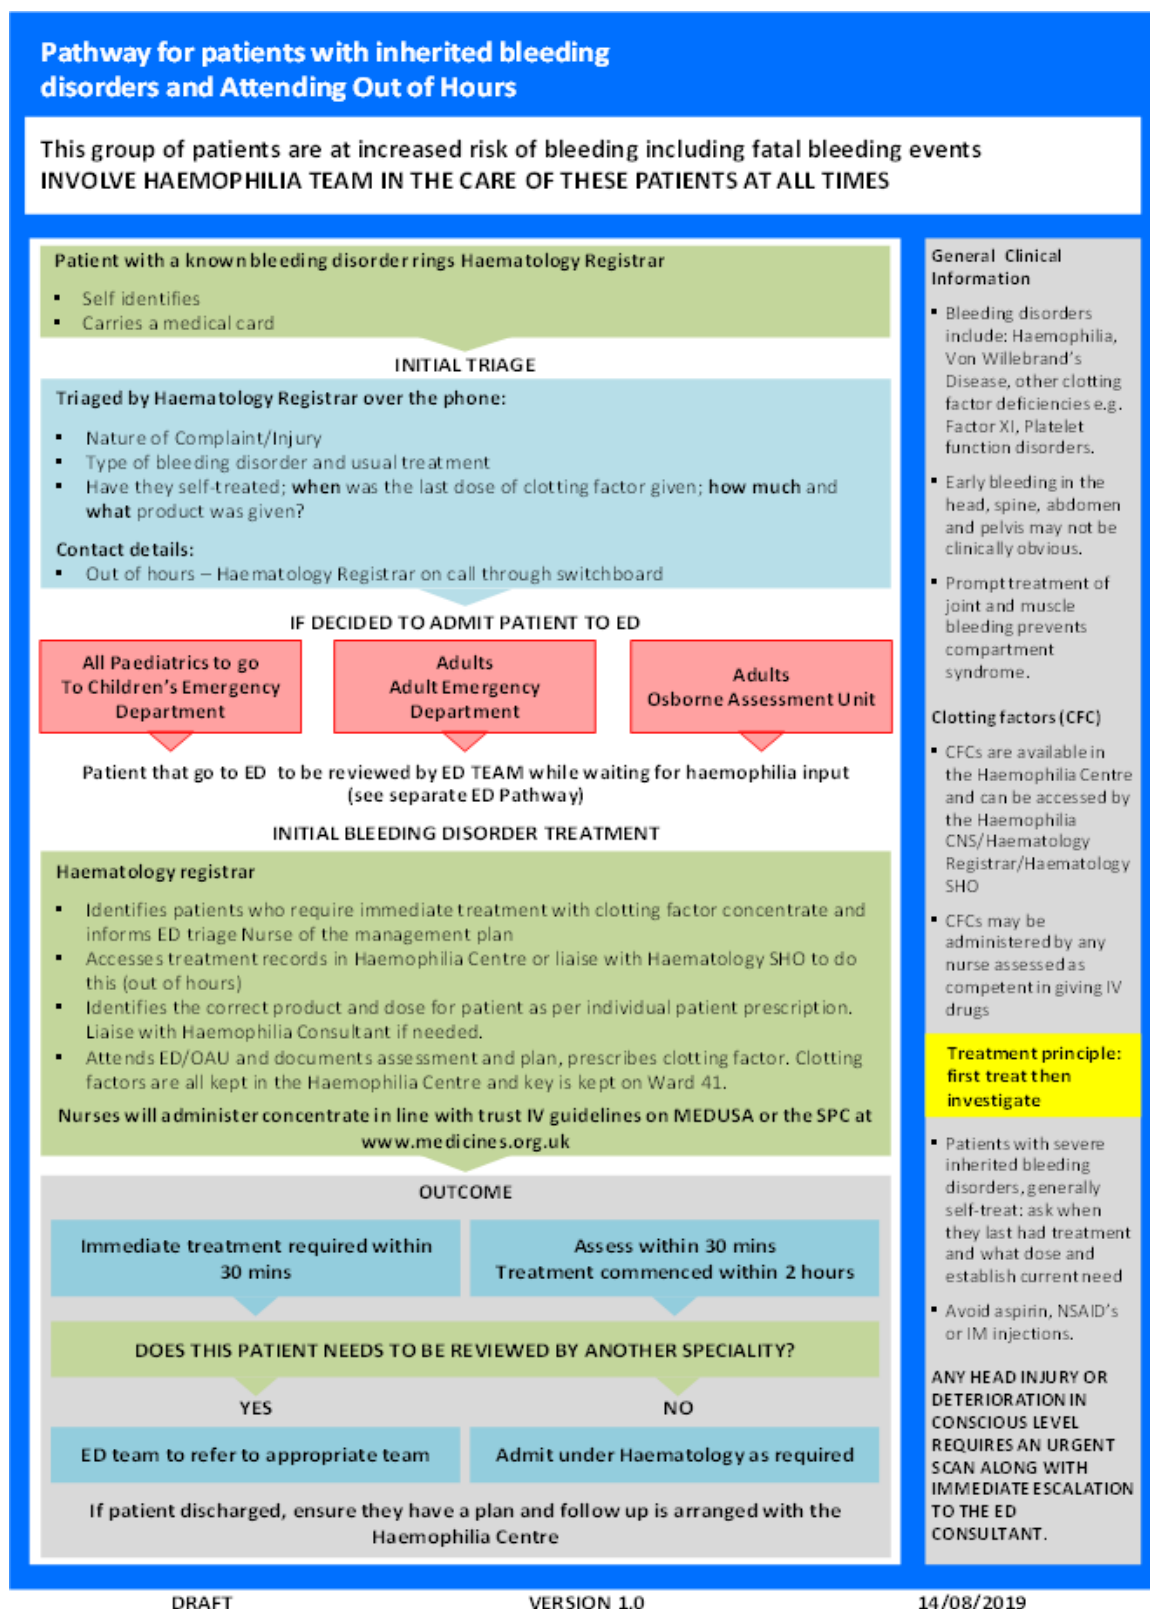 Pathway for patients with inherited bleeding
disorders and Attending Out of Hours
This group of patients are at increased risk of bleeding including fatal bleeding events
INVOLVE HAEMOPHILIA TEAM IN THE CARE OF THESE PATIENTS AT ALL TIMES
Patient with a known bleeding disorder rings Haematology Registrar
▪ Self identifies
▪ Carries a medical card
INITIAL TRIAGE
Triaged by Haematology Registrar over the phone:
▪ Nature of Complaint/Injury
▪ Type of bleeding disorder and usual treatment
▪ Have they self-treated; when was the last dose of clotting factor given; how much and
what product was given?
Contact details:
▪ Out of hours – Haematology Registrar on call through switchboard
IF DECIDED TO ADMIT PATIENT TO ED
All Paediatrics to go
To Children's Emergency
Department
Adults
Adult Emergency
Department
Adults
Osborne Assessment Unit
Patient that go to ED to be reviewed by ED TEAM while waiting for haemophilia input
(see separate ED Pathway)
INITIAL BLEEDING DISORDER TREATMENT
Haematology registrar
▪ Identifies patients who require immediate treatment with clotting factor concentrate and
informs ED triage Nurse of the management plan
▪ Accesses treatment records in Haemophilia Centre or liaise with Haematology SHO to do
this (out of hours)
▪ Identifies the correct product and dose for patient as per individual patient prescription.
Liaise with Haemophilia Consultant if needed.
▪ Attends ED/OAU and documents assessment and plan, prescribes clotting factor. Clotting
factors are all kept in the Haemophilia Centre and key is kept on Ward 41.
Nurses will administer concentrate in line with trust IV guidelines on MEDUSA or the SPC at
www.medicines.org.uk
OUTCOME
Immediate treatment required within
30 mins
Assess within 30 mins
Treatment commenced within 2 hours
DOES THIS PATIENT NEEDS TO BE REVIEWED BY ANOTHER SPECIALITY?
YES
NO
ED team to refer to appropriate team
Admit under Haematology as required
If patient discharged, ensure they have a plan and follow up is arranged with the
Haemophilia Centre
General Clinical
Information
▪ Bleeding disorders
include: Haemophilia,
Von Willebrand's
Disease, other clotting
factor deficiencies e.g.
Factor XI, Platelet
function disorders.
▪ Early bleeding in the
head, spine, abdomen
and pelvis may not be
clinically obvious.
▪ Prompt treatment of
joint and muscle
bleeding prevents
compartment
syndrome.
Clotting factors (CFC)
▪ CFCs are available in
the Haemophilia Centre
and can be accessed by
the Haemophilia
CNS/Haematology
Registrar/Haematology
SHO
▪ CFCs may be
administered by any
nurse assessed as
competent in giving IV
drugs
Treatment principle:
first treat then
investigate
▪ Patients with severe
inherited bleeding
disorders, generally
self-treat: ask when
they last had treatment
and what dose and
establish current need
▪ Avoid aspirin, NSAID's
or IM injections.
ANY HEAD INJURY OR
DETERIORATION IN
CONSCIOUS LEVEL
REQUIRES AN URGENT
SCAN ALONG WITH
IMMEDIATE ESCALATION
TO THE ED
CONSULTANT.
DRAFT
VERSION 1.0
14/08/2019